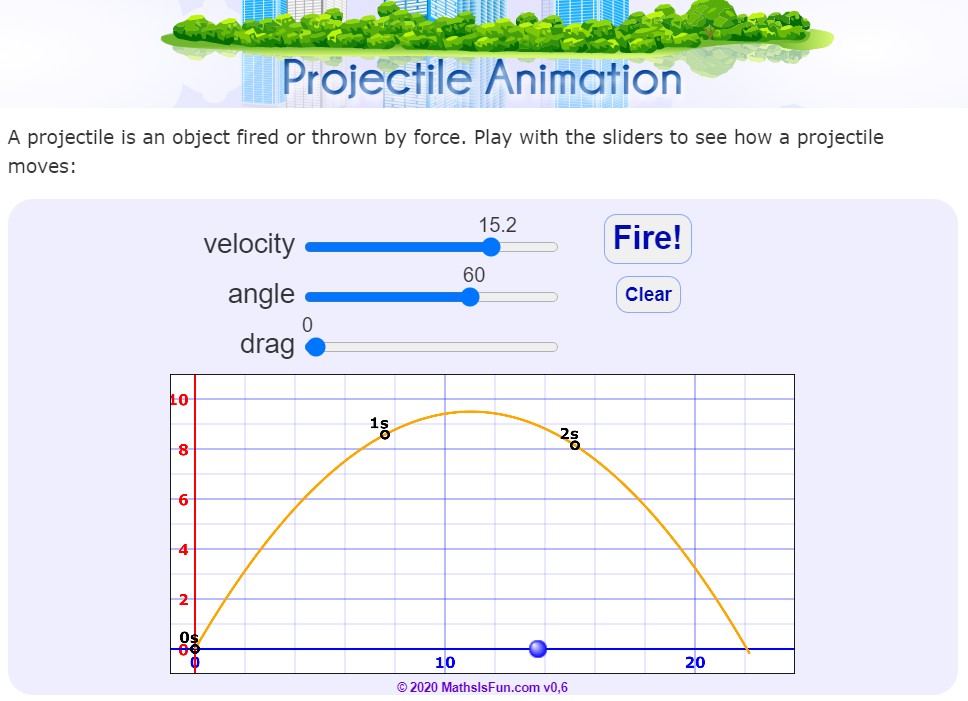 Projectile Animation
A projectile is an object fired or thrown by force. Play with the sliders to see how a projectile
moves:
15.2
velocity
Fire!
60
angle
Clear
0
drag
10
1s
2s
8
6
4
2
0s
0
0
10
20
© 2020 MathsIsFun.com v0,6